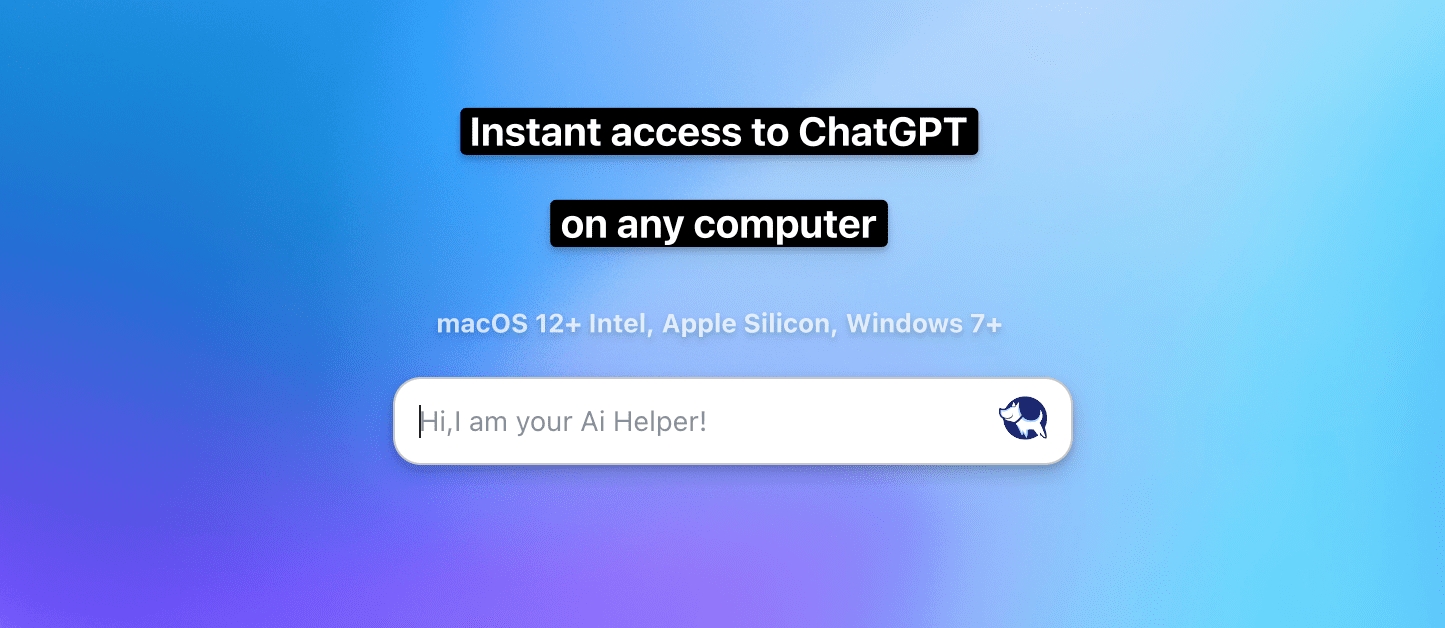 Instant access to ChatGPT
on any computer
macOS 12+ Intel, Apple Silicon, Windows 7+
Hi,I am your Ai Helper!